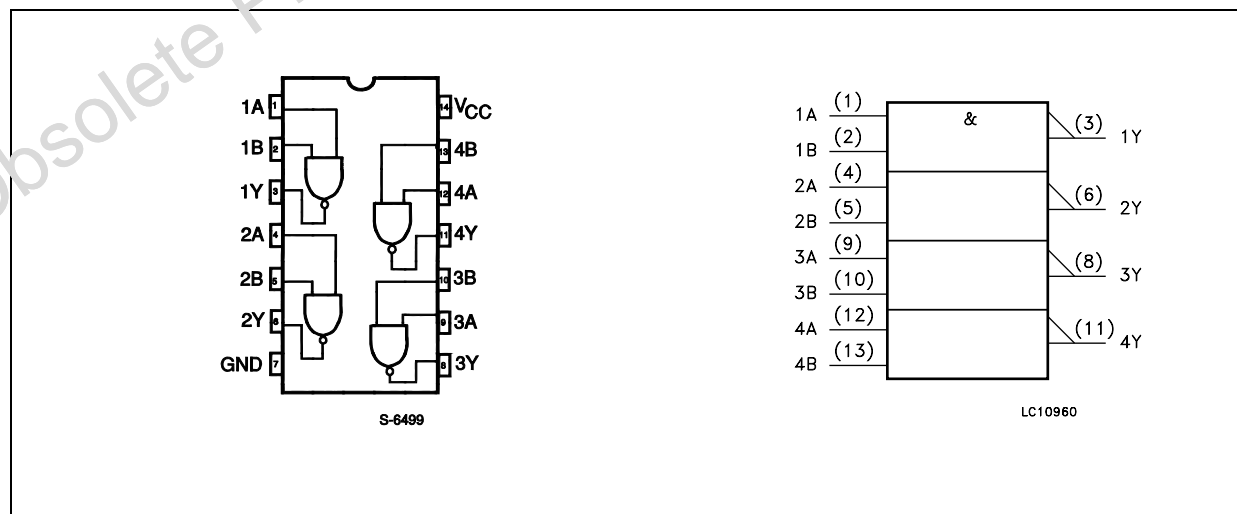 obsolete P
1A 1 14 VCC
1B 2 13 4B
1Y 3 12 4A
2A 4 11 4Y
2B 5 10 3B
2Y 6 9 3A
GND 7 8 3Y
S-6499
&
1A (1)
1B (2)
2A (4)
2B (5)
3A (9)
3B (10)
4A (12)
4B (13)
(3) 1Y
(6) 2Y
(8) 3Y
(11) 4Y
LC10960